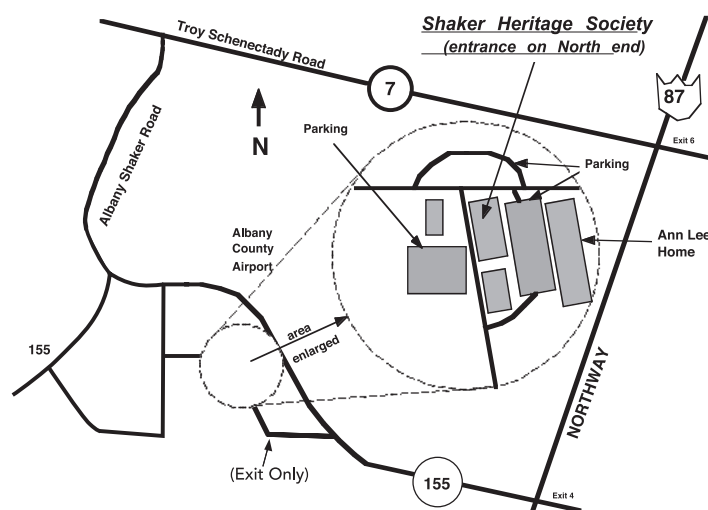 Shaker Heritage Society
(entrance on North end)
Troy Schenectady Road
7
87
Exit 6
Albany Shaker Road
N
Parking
Parking
Albany
County
Airport
Ann Lee
Home
area
enlarged
155
NORTHWAY
(Exit Only)
155
Exit 4